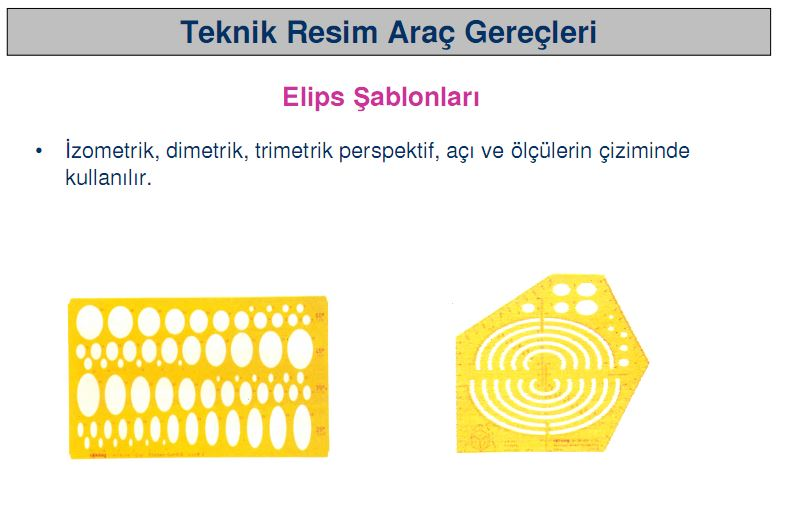 Teknik Resim Araç Gereçleri
Elips Şablonları
• İzometrik, dimetrik, trimetrik perspektif, açı ve ölçülerin çiziminde
kullanılır.